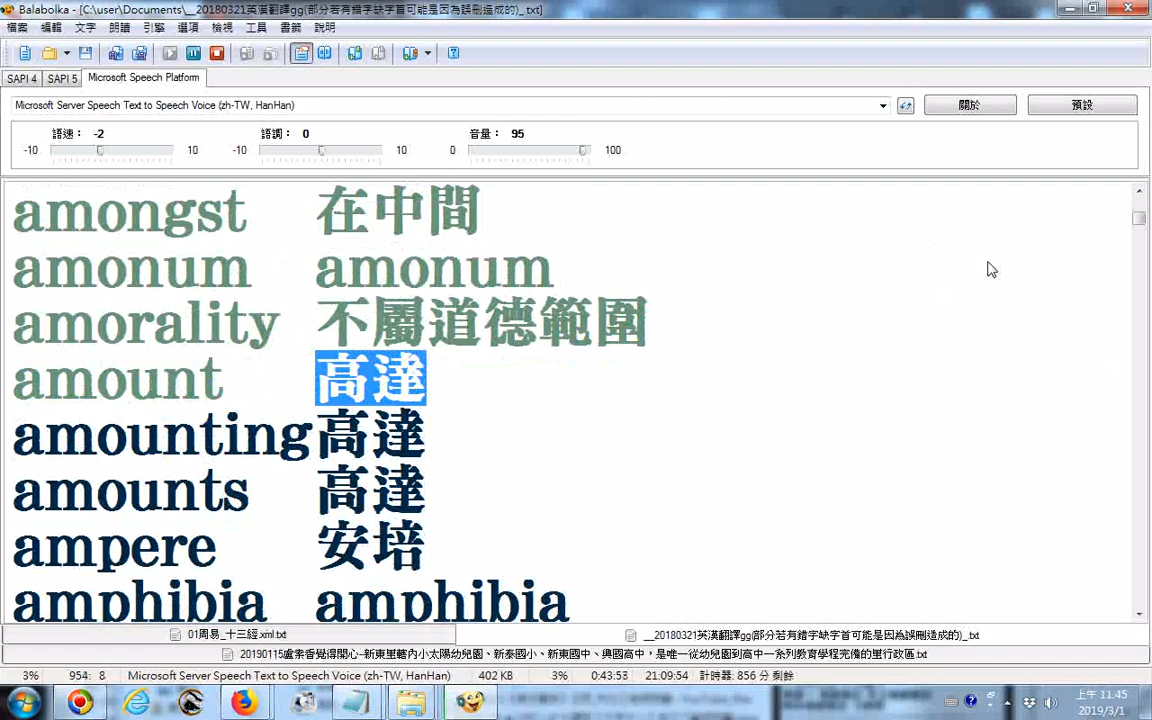 Balabolka - [C:\user\Documents\__20180321英漢翻譯gg(部分若有錯字缺字首可能是因為誤刪造成的)_.txt]
檔案 編輯 文字 朗讀 引擎 選項 檢視 工具 書籤 說明
SAPI 4 SAPI 5 Microsoft Speech Platform
Microsoft Server Speech Text to Speech Voice (zh-TW, HanHan) 關於 預設
語速： -2 語調： 0 音量： 95
-10 10 -10 10 0 100
amongst 在中間
amonum amonum
amorality 不屬道德範圍
amount 高達
amounting 高達
amounts 高達
ampere 安培
amphibia amphibia
01周易_十三經.xml.txt __20180321英漢翻譯gg(部分若有錯字缺字首可能是因為誤刪造成的)_.txt
20190115盧素香覺得開心-新東里轄內小太陽幼兒園、新泰國小、新東國中、興國高中，是唯一從幼兒園到高中一系列教育學程完備的里行政區.txt
3% 954: 8 Microsoft Server Speech Text to Speech Voice (zh-TW, HanHan) 402 KB 3% 0:43:53 21:09:54 計時器: 856 分 剩餘
上午 11:45
2019/3/1